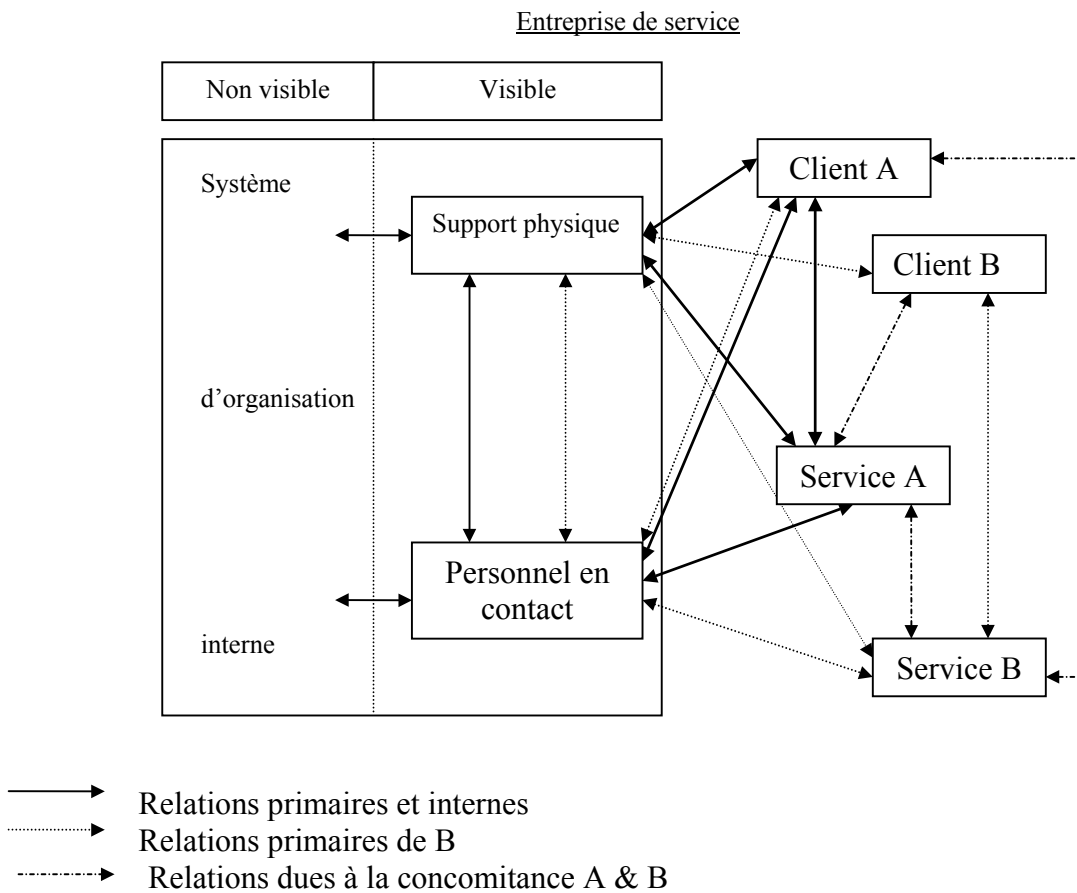 Entreprise de service
Non visible
Visible
Système
Support physique
Client A
Client B
d'organisation
Service A
Personnel en
contact
interne
Service B
Relations primaires et internes
Relations primaires de B
Relations dues à la concomitance A & B